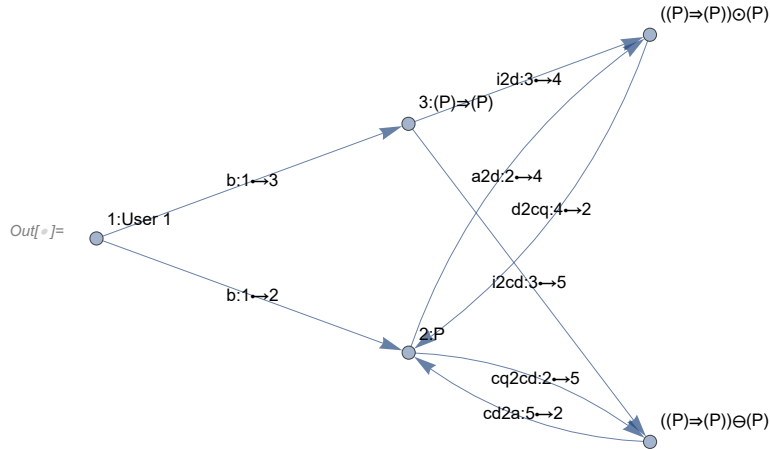 ((P)⇒(P))⊙(P)
i2d:3↔4
3:(P)⇒(P)
a2d:2↔4
b:1↔3
d2cq:4↔2
1:User 1
Out[•]=
i2cd:3↔5
b:1↔2
2:P
cq2cd:2↔5
cd2a:5↔2
((P)⇒(P))⊖(P)